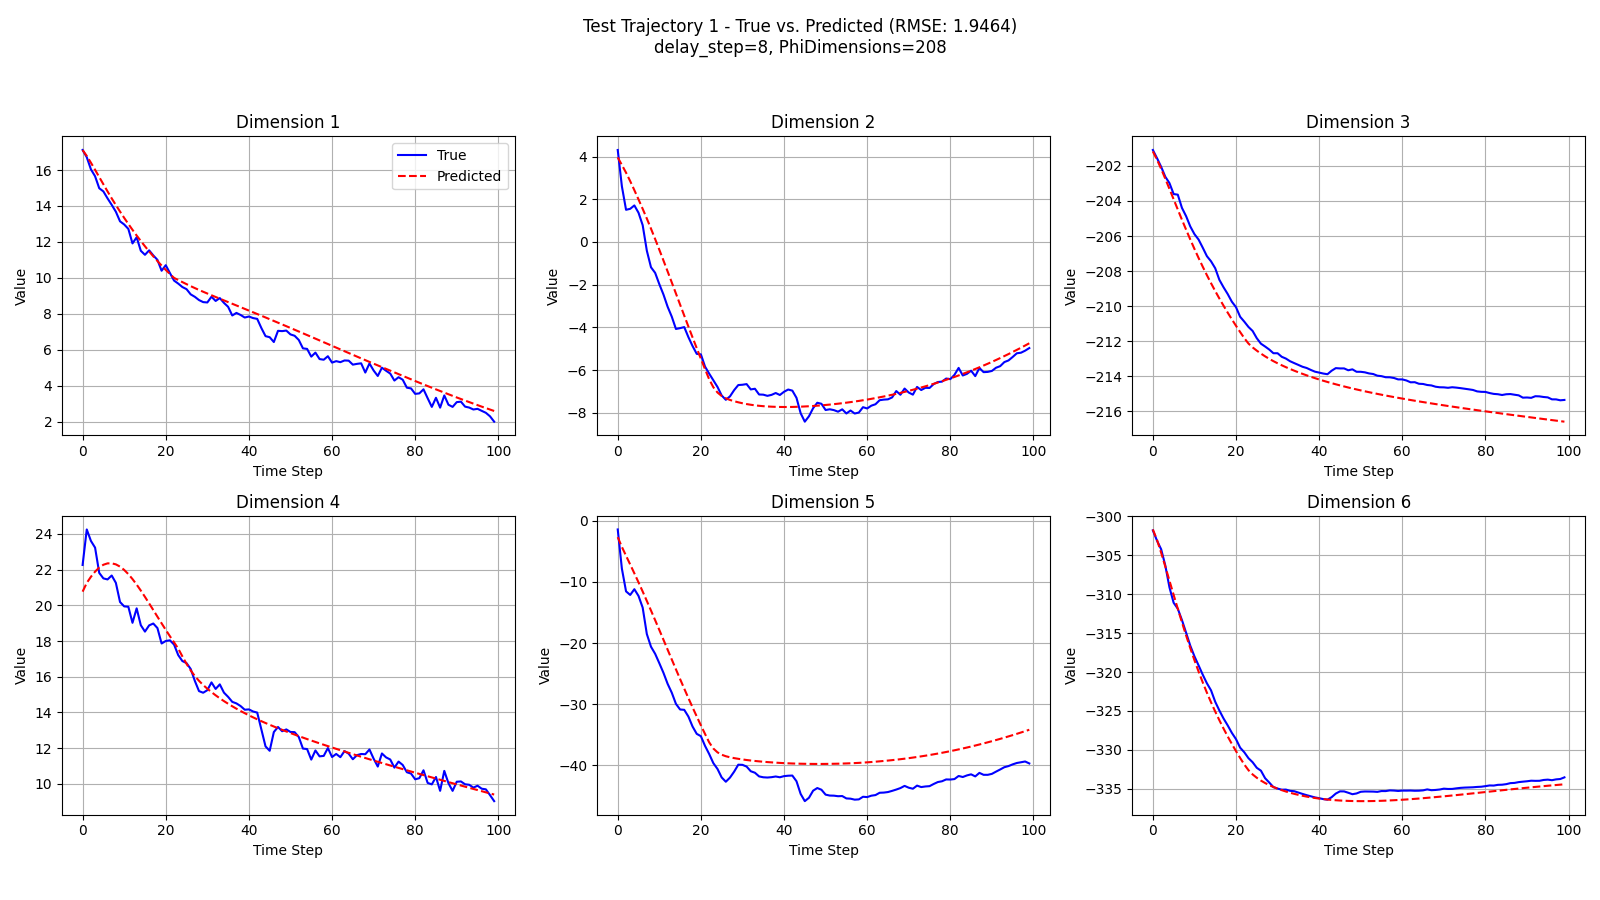 Test Trajectory 1 - True vs. Predicted (RMSE: 1.9464)
delay_step=8, PhiDimensions=208
Dimension 1
True
Predicted
16
14
12
10
8
6
4
2
Value
0 20 40 60 80 100
Time Step
Dimension 2
4
2
0
−2
−4
−6
−8
Value
0 20 40 60 80 100
Time Step
Dimension 3
−202
−204
−206
−208
−210
−212
−214
−216
Value
0 20 40 60 80 100
Time Step
Dimension 4
24
22
20
18
16
14
12
10
Value
0 20 40 60 80 100
Time Step
Dimension 5
0
−10
−20
−30
−40
Value
0 20 40 60 80 100
Time Step
Dimension 6
−300
−305
−310
−315
−320
−325
−330
−335
Value
0 20 40 60 80 100
Time Step